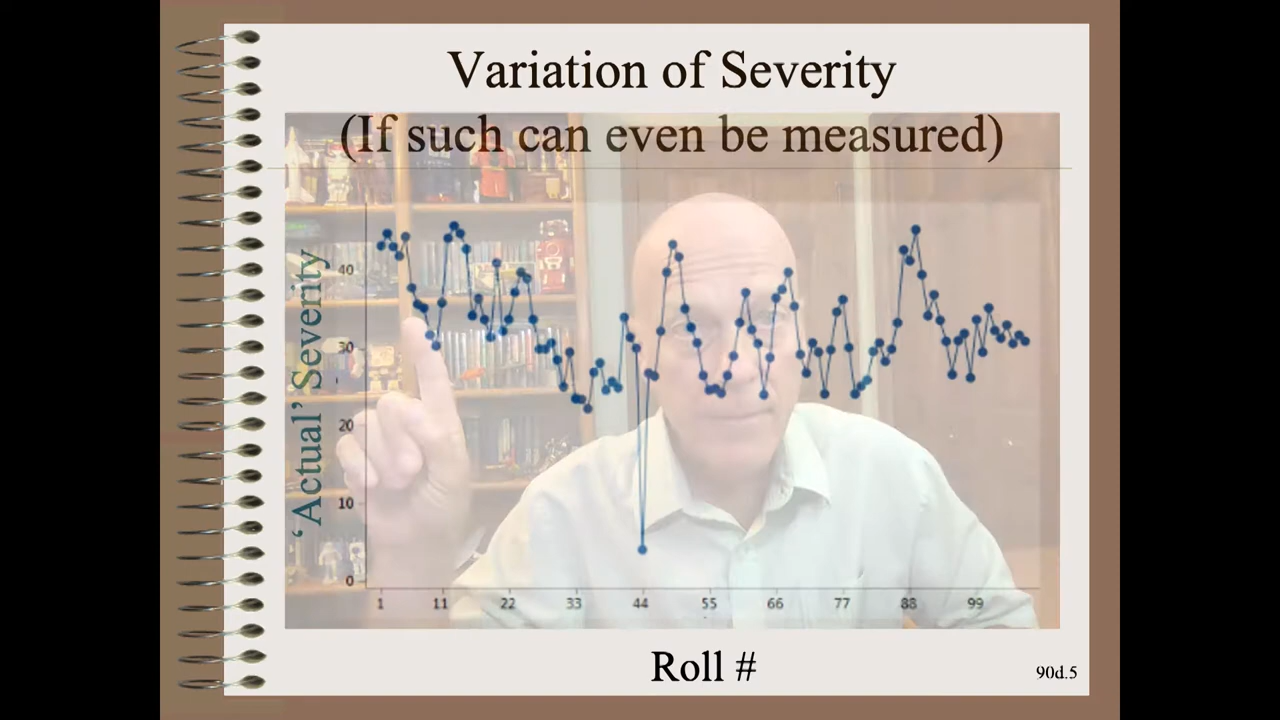 Variation of Severity
(If such can even be measured)
‘Actual’ Severity
40
30
20
10
0
1 11 22 33 44 55 66 77 88 99
Roll #
90d.5